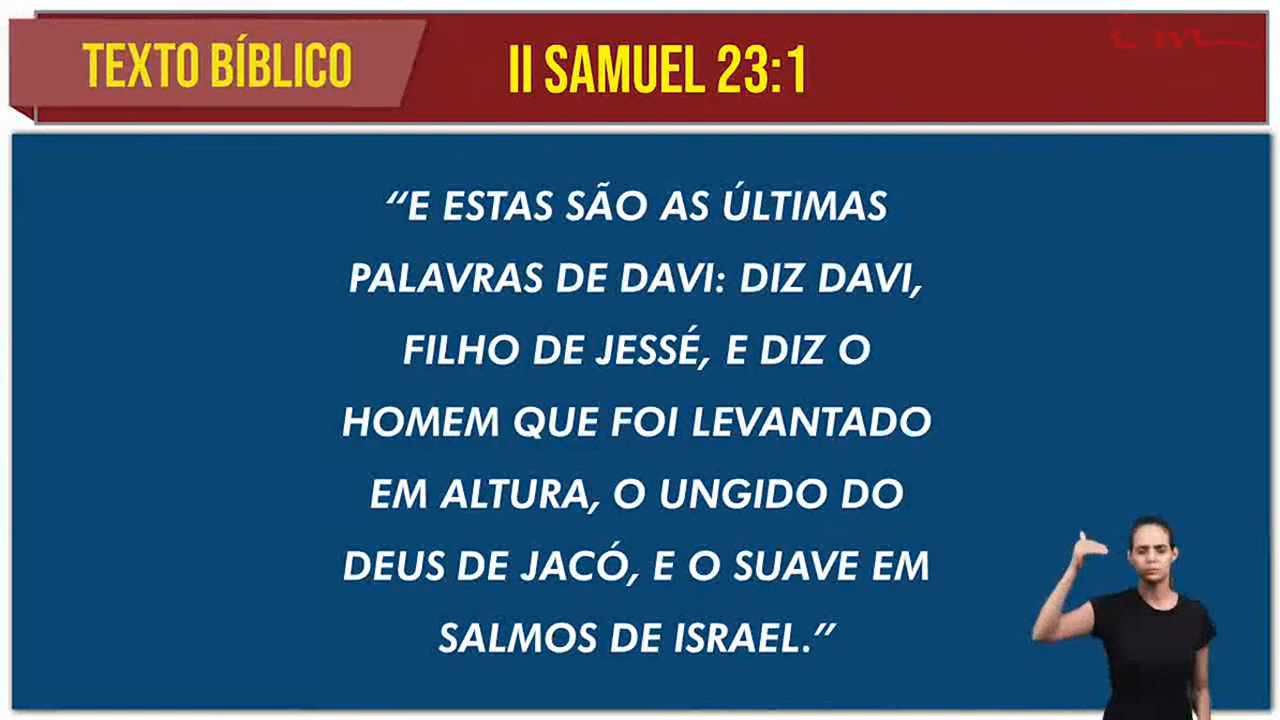 TEXTO BÍBLICO
II SAMUEL 23:1
“E ESTAS SÃO AS ÚLTIMAS
PALAVRAS DE DAVI: DIZ DAVI,
FILHO DE JESSÉ, E DIZ O
HOMEM QUE FOI LEVANTADO
EM ALTURA, O UNGIDO DO
DEUS DE JACÓ, E O SUAVE EM
SALMOS DE ISRAEL.”